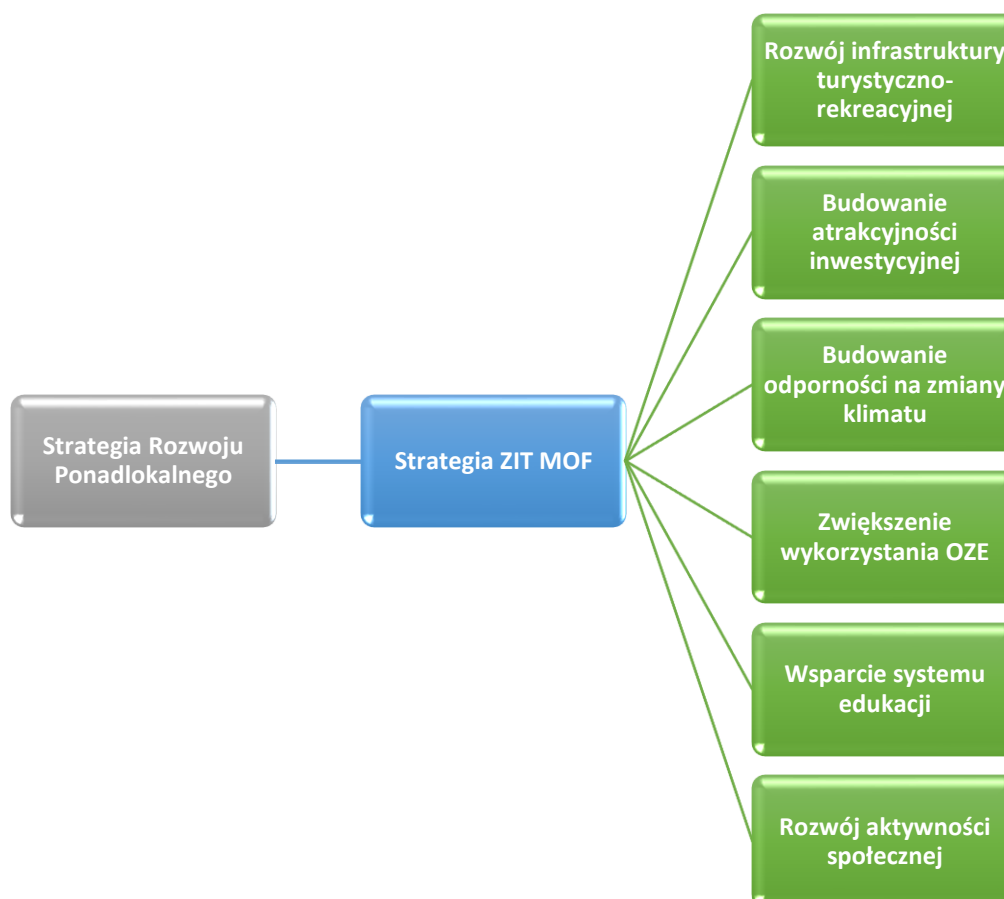 Strategia Rozwoju
Ponadlokalnego
Strategia ZIT MOF
Rozwój infrastruktury
turystyczno-
rekreacyjnej
Budowanie
atrakcyjności
inwestycyjnej
Budowanie
odporności na zmiany
klimatu
Zwiększenie
wykorzystania OZE
Wsparcie systemu
edukacji
Rozwój aktywności
społecznej